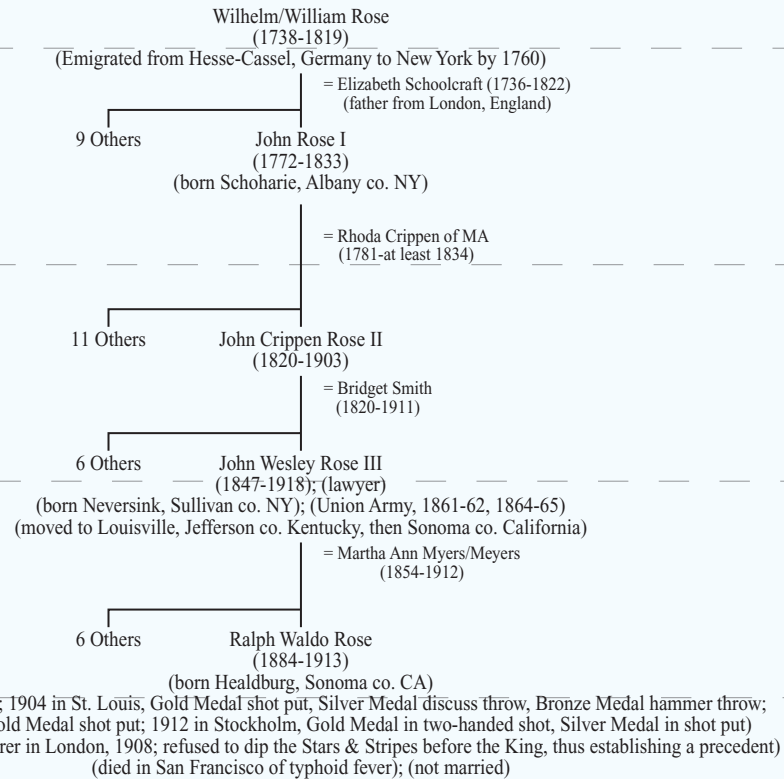 Wilhelm/William Rose
(1738-1819)
(Emigrated from Hesse-Cassel, Germany to New York by 1760)
= Elizabeth Schoolcraft (1736-1822)
(father from London, England)
9 Others
John Rose I
(1772-1833)
(born Schoharie, Albany co. NY)
= Rhoda Crippen of MA
(1781-at least 1834)
11 Others
John Crippen Rose II
(1820-1903)
= Bridget Smith
(1820-1911)
6 Others
John Wesley Rose III
(1847-1918); (lawyer)
(born Neversink, Sullivan co. NY); (Union Army, 1861-62, 1864-65)
(moved to Louisville, Jefferson co. Kentucky, then Sonoma co. California)
= Martha Ann Myers/Meyers
(1854-1912)
6 Others
Ralph Waldo Rose
(1884-1913)
(born Healdburg, Sonoma co. CA)
; 1904 in St. Louis, Gold Medal shot put, Silver Medal discuss throw, Bronze Medal hammer throw;
old Medal shot put; 1912 in Stockholm, Gold Medal in two-handed shot, Silver Medal in shot put)
rer in London, 1908; refused to dip the Stars & Stripes before the King, thus establishing a precedent)
(died in San Francisco of typhoid fever); (not married)